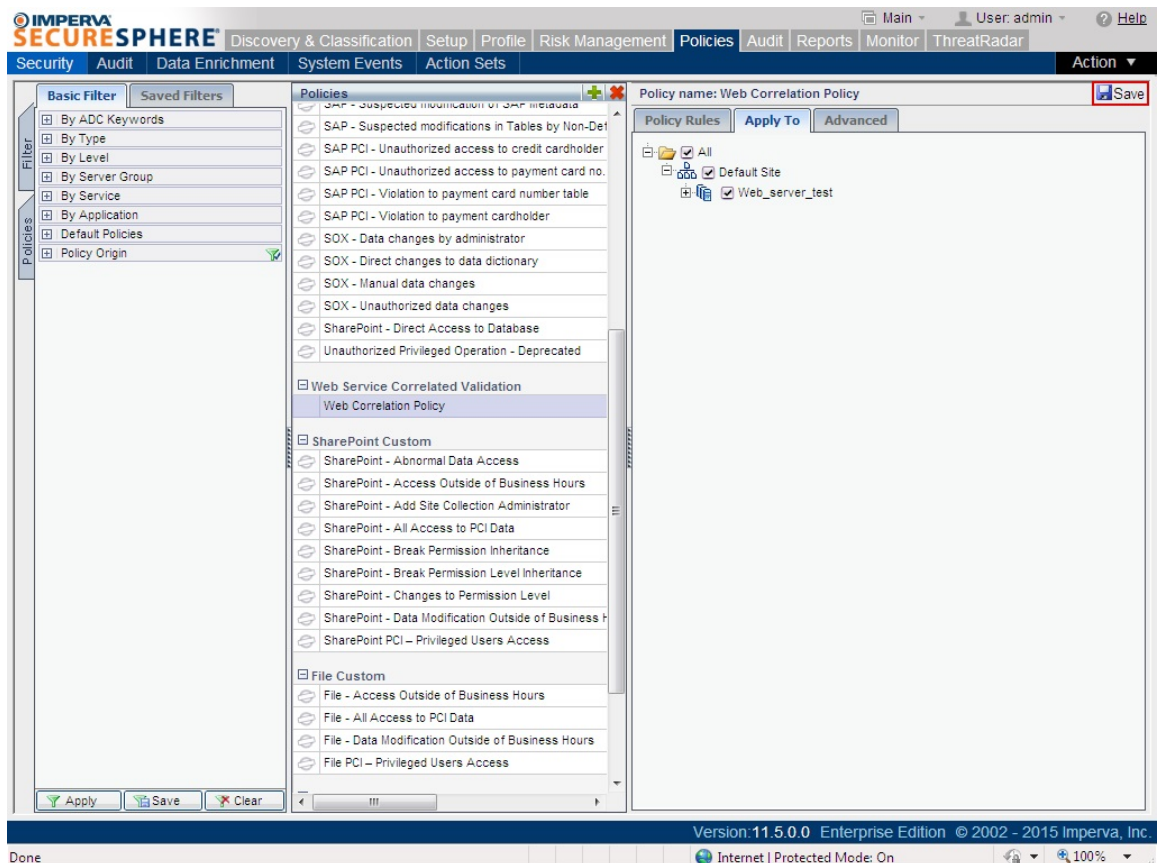 IMPERVA
SECURESPHERE
Main
User: admin
Help
Discovery & Classification Setup Profile Risk Management Policies Audit Reports Monitor ThreatRadar
Security Audit Data Enrichment System Events Action Sets
Action
Filter
Policies
Basic Filter Saved Filters
By ADC Keywords
By Type
By Level
By Server Group
By Service
By Application
Default Policies
Policy Origin
Apply Save Clear
Policies
SAP - Suspected modification of SAP metadata
SAP - Suspected modifications in Tables by Non-Def
SAP PCI - Unauthorized access to credit cardholder
SAP PCI - Unauthorized access to payment card no.
SAP PCI - Violation to payment card number table
SAP PCI - Violation to payment cardholder
SOX - Data changes by administrator
SOX - Direct changes to data dictionary
SOX - Manual data changes
SOX - Unauthorized data changes
SharePoint - Direct Access to Database
Unauthorized Privileged Operation - Deprecated
Web Service Correlated Validation
Web Correlation Policy
SharePoint Custom
SharePoint - Abnormal Data Access
SharePoint - Access Outside of Business Hours
SharePoint - Add Site Collection Administrator
SharePoint - All Access to PCI Data
SharePoint - Break Permission Inheritance
SharePoint - Break Permission Level Inheritance
SharePoint - Changes to Permission Level
SharePoint - Data Modification Outside of Business H
SharePoint PCI – Privileged Users Access
File Custom
File - Access Outside of Business Hours
File - All Access to PCI Data
File - Data Modification Outside of Business Hours
File PCI – Privileged Users Access
Policy name: Web Correlation Policy
Save
Policy Rules Apply To Advanced
All
Default Site
Web_server_test
Version:11.5.0.0 Enterprise Edition © 2002 - 2015 Imperva, Inc.
Done
Internet | Protected Mode: On
100%